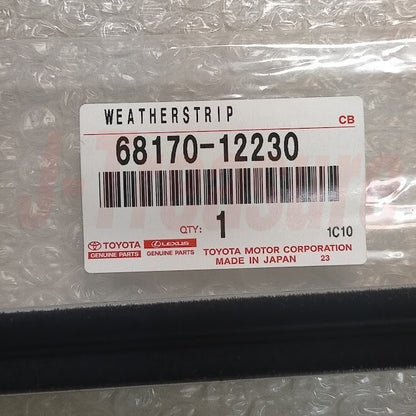 WEATHERSTRIP
CB
68170-12230
QTY: 1
1C10
TOYOTA
GENUINE PARTS
LEXUS
GENUINE PARTS
TOYOTA MOTOR CORPORATION
MADE IN JAPAN 23
J-Treasure